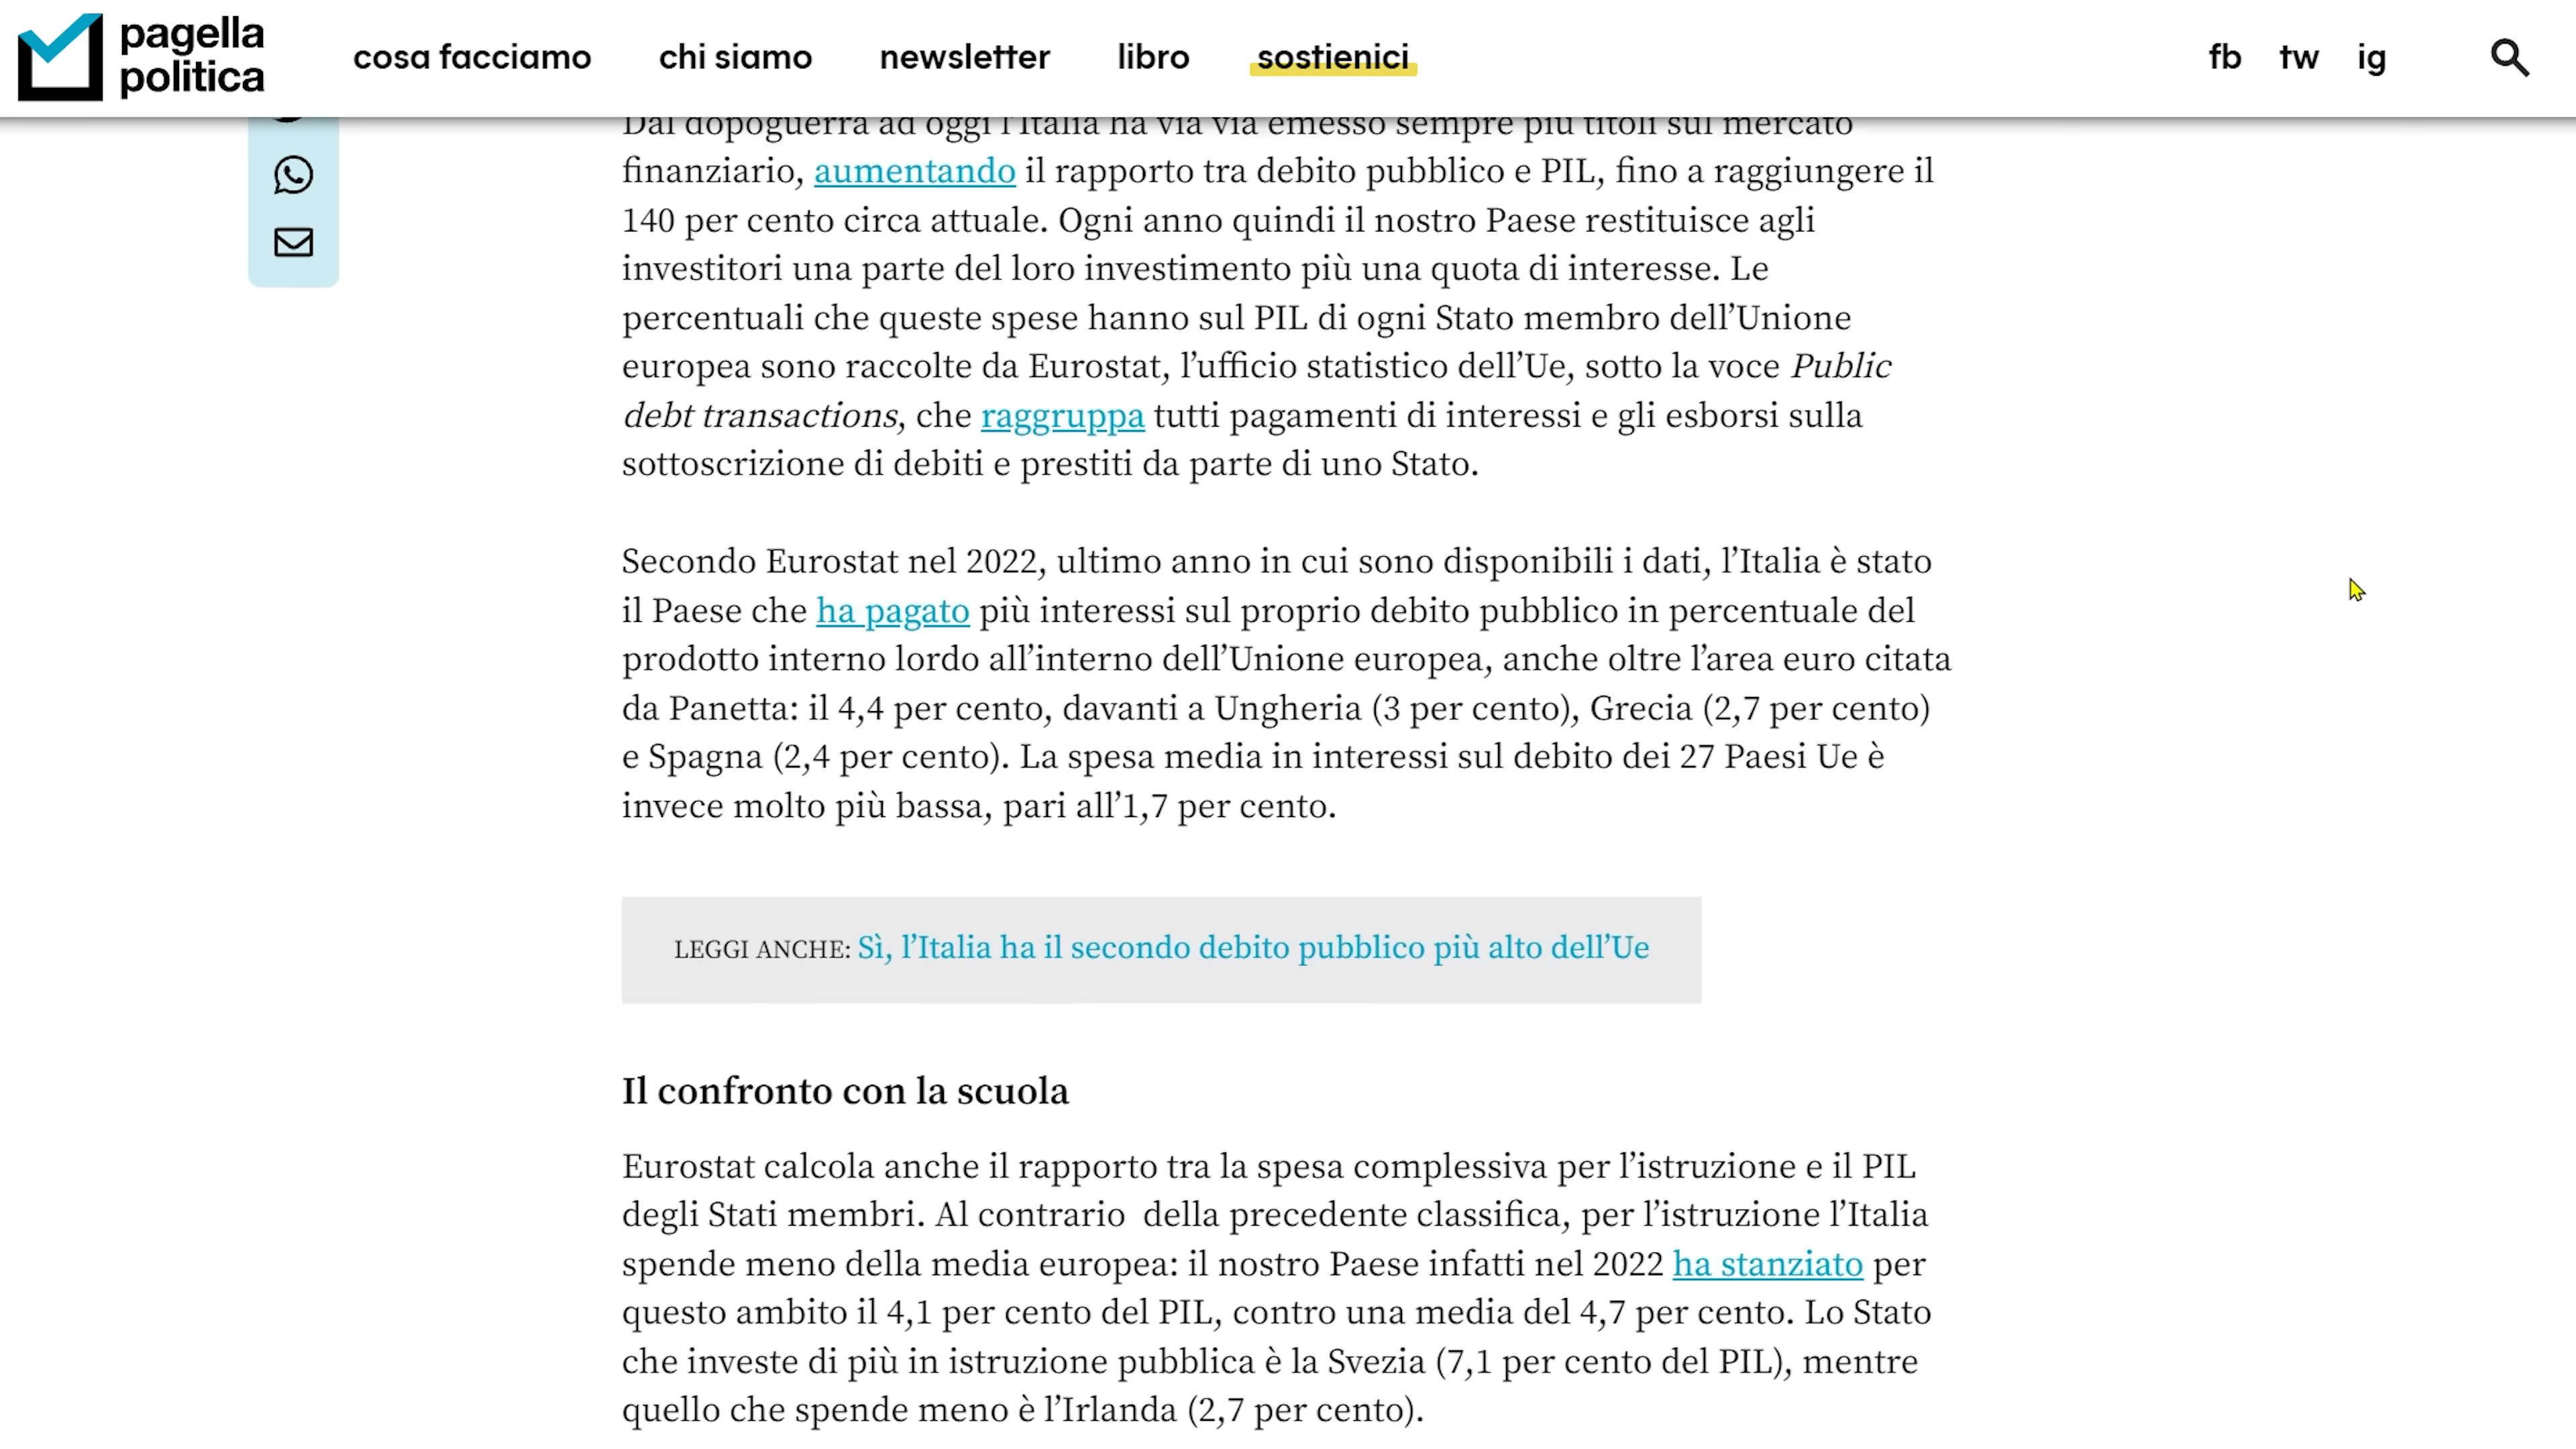 pagella
politica
cosa facciamo chi siamo newsletter libro sostienici fb tw ig
Dal dopoguerra ad oggi l’Italia ha via via emesso sempre più titoli sul mercato
finanziario, aumentando il rapporto tra debito pubblico e PIL, fino a raggiungere il
140 per cento circa attuale. Ogni anno quindi il nostro Paese restituisce agli
investitori una parte del loro investimento più una quota di interesse. Le
percentuali che queste spese hanno sul PIL di ogni Stato membro dell’Unione
europea sono raccolte da Eurostat, l’ufficio statistico dell’Ue, sotto la voce Public
debt transactions, che raggruppa tutti pagamenti di interessi e gli esborsi sulla
sottoscrizione di debiti e prestiti da parte di uno Stato.
Secondo Eurostat nel 2022, ultimo anno in cui sono disponibili i dati, l’Italia è stato
il Paese che ha pagato più interessi sul proprio debito pubblico in percentuale del
prodotto interno lordo all’interno dell’Unione europea, anche oltre l’area euro citata
da Panetta: il 4,4 per cento, davanti a Ungheria (3 per cento), Grecia (2,7 per cento)
e Spagna (2,4 per cento). La spesa media in interessi sul debito dei 27 Paesi Ue è
invece molto più bassa, pari all’1,7 per cento.
LEGGI ANCHE: Sì, l’Italia ha il secondo debito pubblico più alto dell’Ue
Il confronto con la scuola
Eurostat calcola anche il rapporto tra la spesa complessiva per l’istruzione e il PIL
degli Stati membri. Al contrario  della precedente classifica, per l’istruzione l’Italia
spende meno della media europea: il nostro Paese infatti nel 2022 ha stanziato per
questo ambito il 4,1 per cento del PIL, contro una media del 4,7 per cento. Lo Stato
che investe di più in istruzione pubblica è la Svezia (7,1 per cento del PIL), mentre
quello che spende meno è l’Irlanda (2,7 per cento).